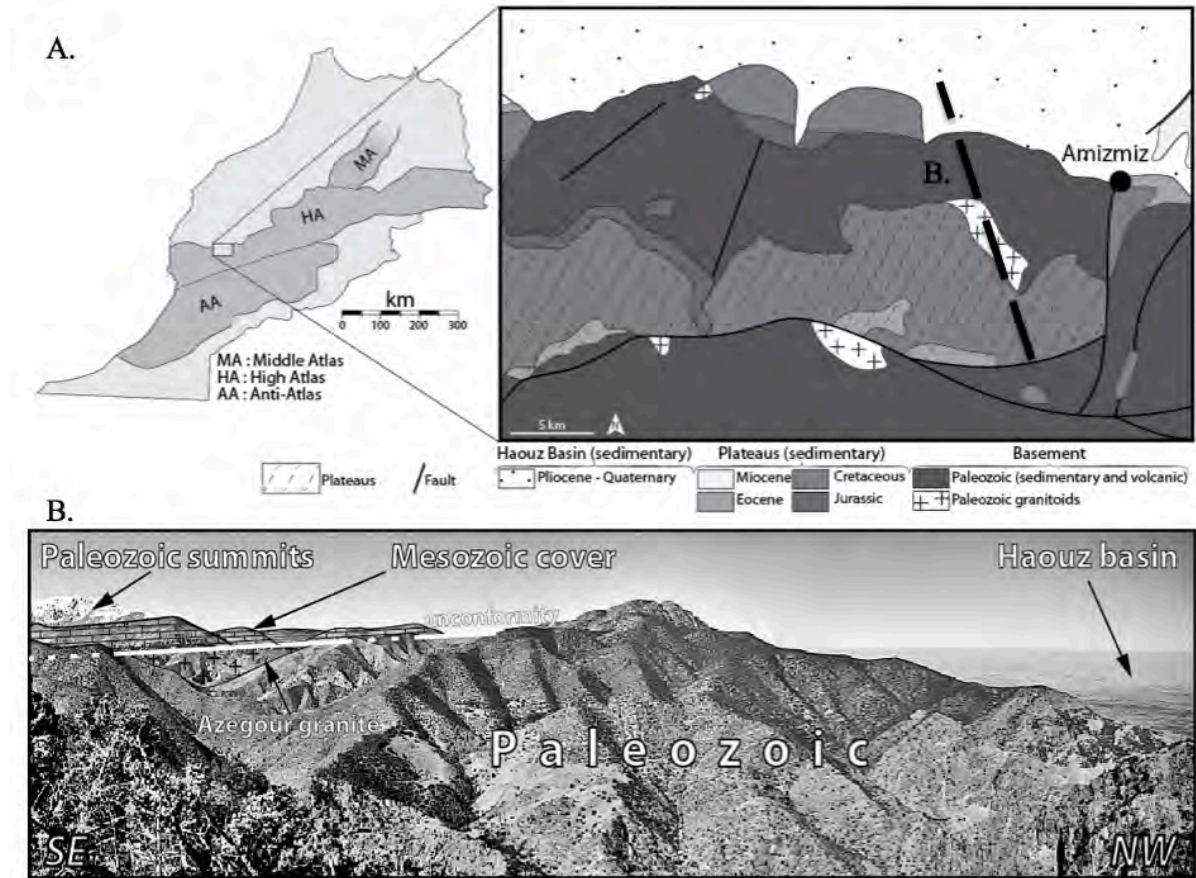 A.
MA
HA
AA
km
0 50 100 200 300
MA : Middle Atlas
HA : High Atlas
AA : Anti-Atlas
B.
Amizmiz
5 km
N
Plateaus
Fault
Haouz Basin (sedimentary)
Pliocene - Quaternary
Plateaus (sedimentary)
Miocene
Cretaceous
Eocene
Jurassic
Basement
Paleozoic (sedimentary and volcanic)
Paleozoic granitoids
B.
Paleozoic summits
Mesozoic cover
Haouz basin
unconformity
Azegour granite
Paleozoic
SE
NW